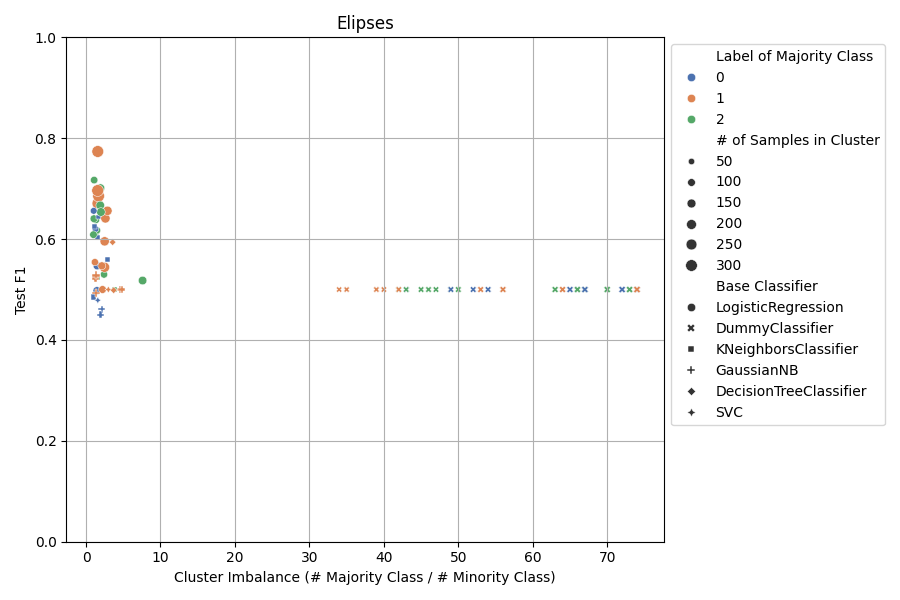 Elipses
1.0
0.8
0.6
0.4
0.2
0.0
Test F1
0 10 20 30 40 50 60 70
Cluster Imbalance (# Majority Class / # Minority Class)
Label of Majority Class
0
1
2
# of Samples in Cluster
50
100
150
200
250
300
Base Classifier
LogisticRegression
DummyClassifier
KNeighborsClassifier
GaussianNB
DecisionTreeClassifier
SVC